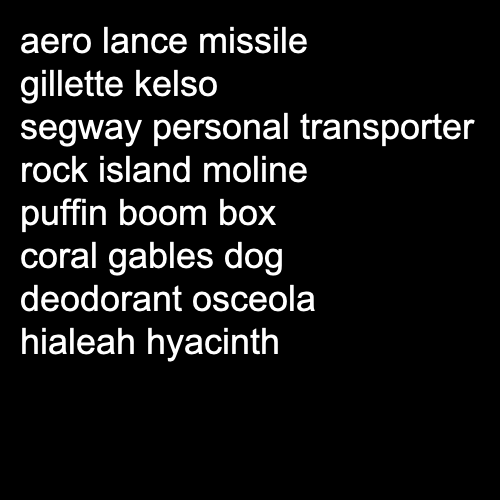 aero lance missile
gillette kelso
segway personal transporter
rock island moline
puffin boom box
coral gables dog
deodorant osceola
hialeah hyacinth